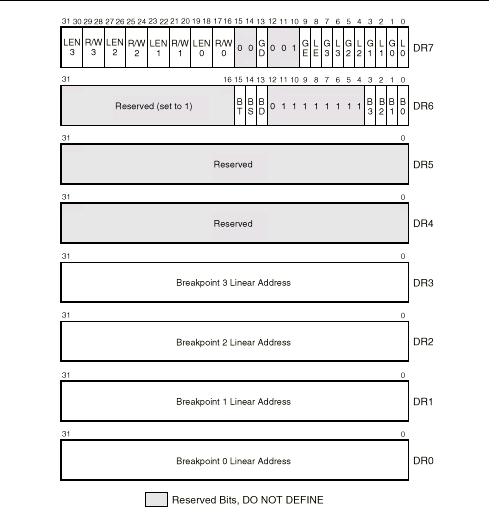 31 30 29 28 27 26 25 24 23 22 21 20 19 18 17 16 15 14 13 12 11 10 9 8 7 6 5 4 3 2 1 0
LEN 3 R/W 3 LEN 2 R/W 2 LEN 1 R/W 1 LEN 0 R/W 0 0 0 G D 0 0 1 G E L E G 3 L 3 G 2 L 2 G 1 L 1 G 0 L 0 DR7
31 16 15 14 13 12 11 10 9 8 7 6 5 4 3 2 1 0
Reserved (set to 1) B T B S B D 0 1 1 1 1 1 1 1 1 B 3 B 2 B 1 B 0 DR6
31 0
Reserved DR5
31 0
Reserved DR4
31 0
Breakpoint 3 Linear Address DR3
31 0
Breakpoint 2 Linear Address DR2
31 0
Breakpoint 1 Linear Address DR1
31 0
Breakpoint 0 Linear Address DR0
Reserved Bits, DO NOT DEFINE